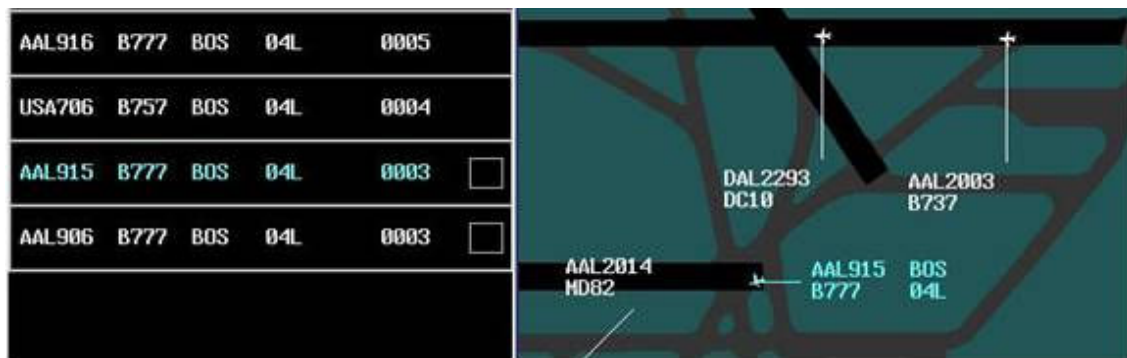 AAL916 B777 BOS 04L 0005
USA706 B757 BOS 04L 0004
AAL915 B777 BOS 04L 0003
AAL906 B777 BOS 04L 0003
DAL2293
DC10
AAL2003
B737
AAL2014
MD82
AAL915 BOS
B777 04L